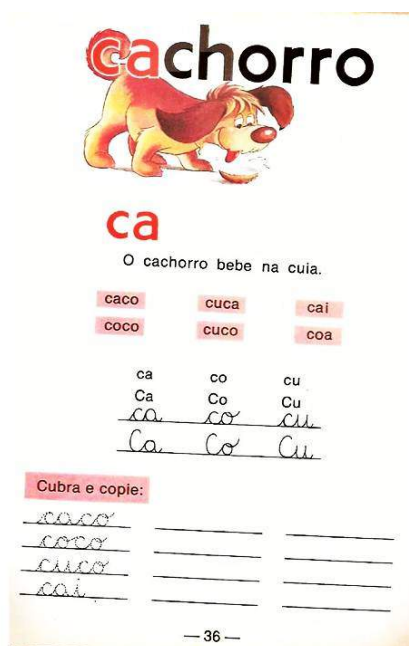 cachorro
ca
O cachorro bebe na cuia.
caco cuca cai
coco cuco coa
ca co cu
Ca Co Cu
ca co cu
Ca Co Cu
Cubra e copie:
caco
coco
cuco
cai
— 36 —